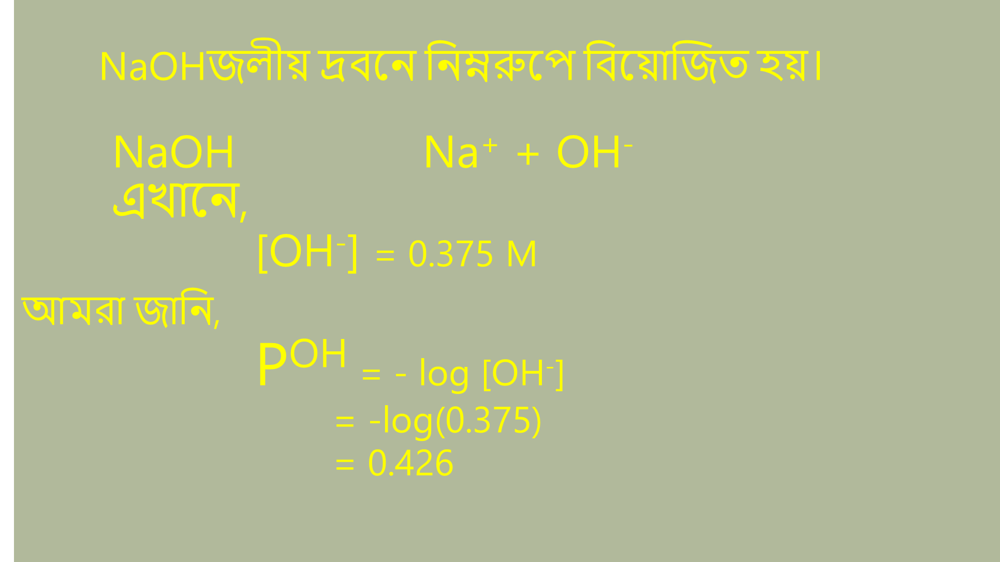 NaOHজলীয় দ্রবনে নিম্নরুপে বিয়োজিত হয়।
NaOH Na⁺ + OH⁻
এখানে,
[OH⁻] = 0.375 M
আমরা জানি,
Pᴼᴴ = - log [OH⁻]
= -log(0.375)
= 0.426